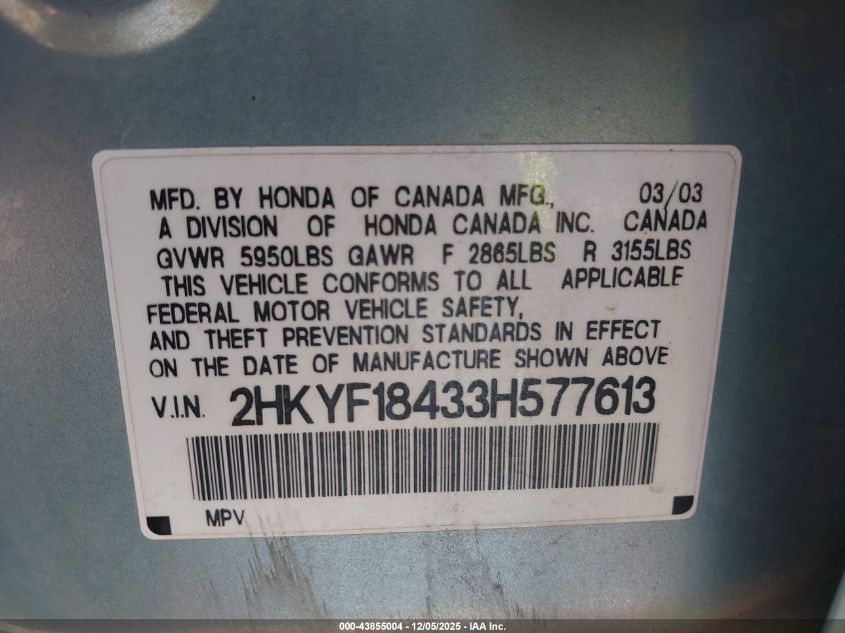 MFD. BY HONDA OF CANADA MFG., 03/03
A DIVISION OF HONDA CANADA INC. CANADA
GVWR 5950LBS GAWR F 2865LBS R 3155LBS
THIS VEHICLE CONFORMS TO ALL APPLICABLE
FEDERAL MOTOR VEHICLE SAFETY,
AND THEFT PREVENTION STANDARDS IN EFFECT
ON THE DATE OF MANUFACTURE SHOWN ABOVE
V.I.N. 2HKYF18433H577613
MPV
000-43855004 - 12/05/2025 - IAA Inc.